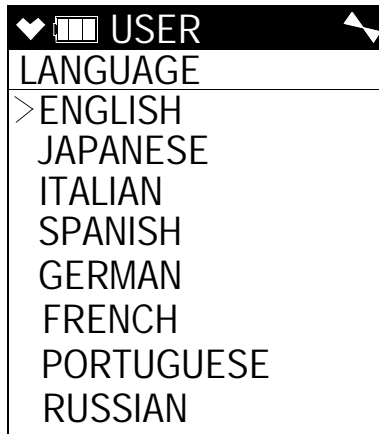 USER
LANGUAGE
>ENGLISH
JAPANESE
ITALIAN
SPANISH
GERMAN
FRENCH
PORTUGUESE
RUSSIAN